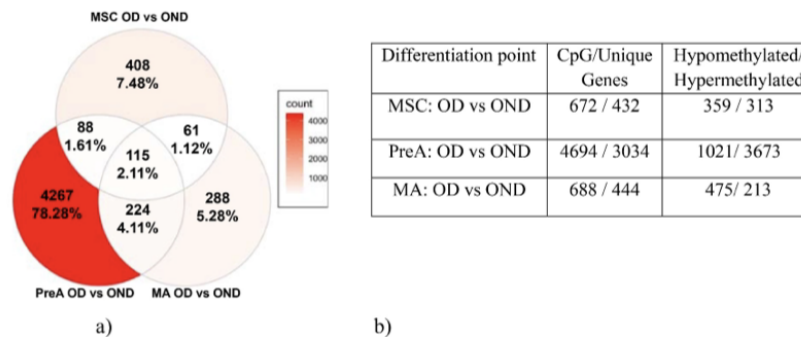 MSC OD vs OND
408
7.48%
88
1.61%
61
1.12%
115
2.11%
4267
78.28%
224
4.11%
288
5.28%
PreA OD vs OND
MA OD vs OND
count
4000
3000
2000
1000
a)
Differentiation point
CpG/Unique
Genes
Hypomethylated/
Hypermethylated
MSC: OD vs OND
672 / 432
359 / 313
PreA: OD vs OND
4694 / 3034
1021/ 3673
MA: OD vs OND
688 / 444
475/ 213
b)